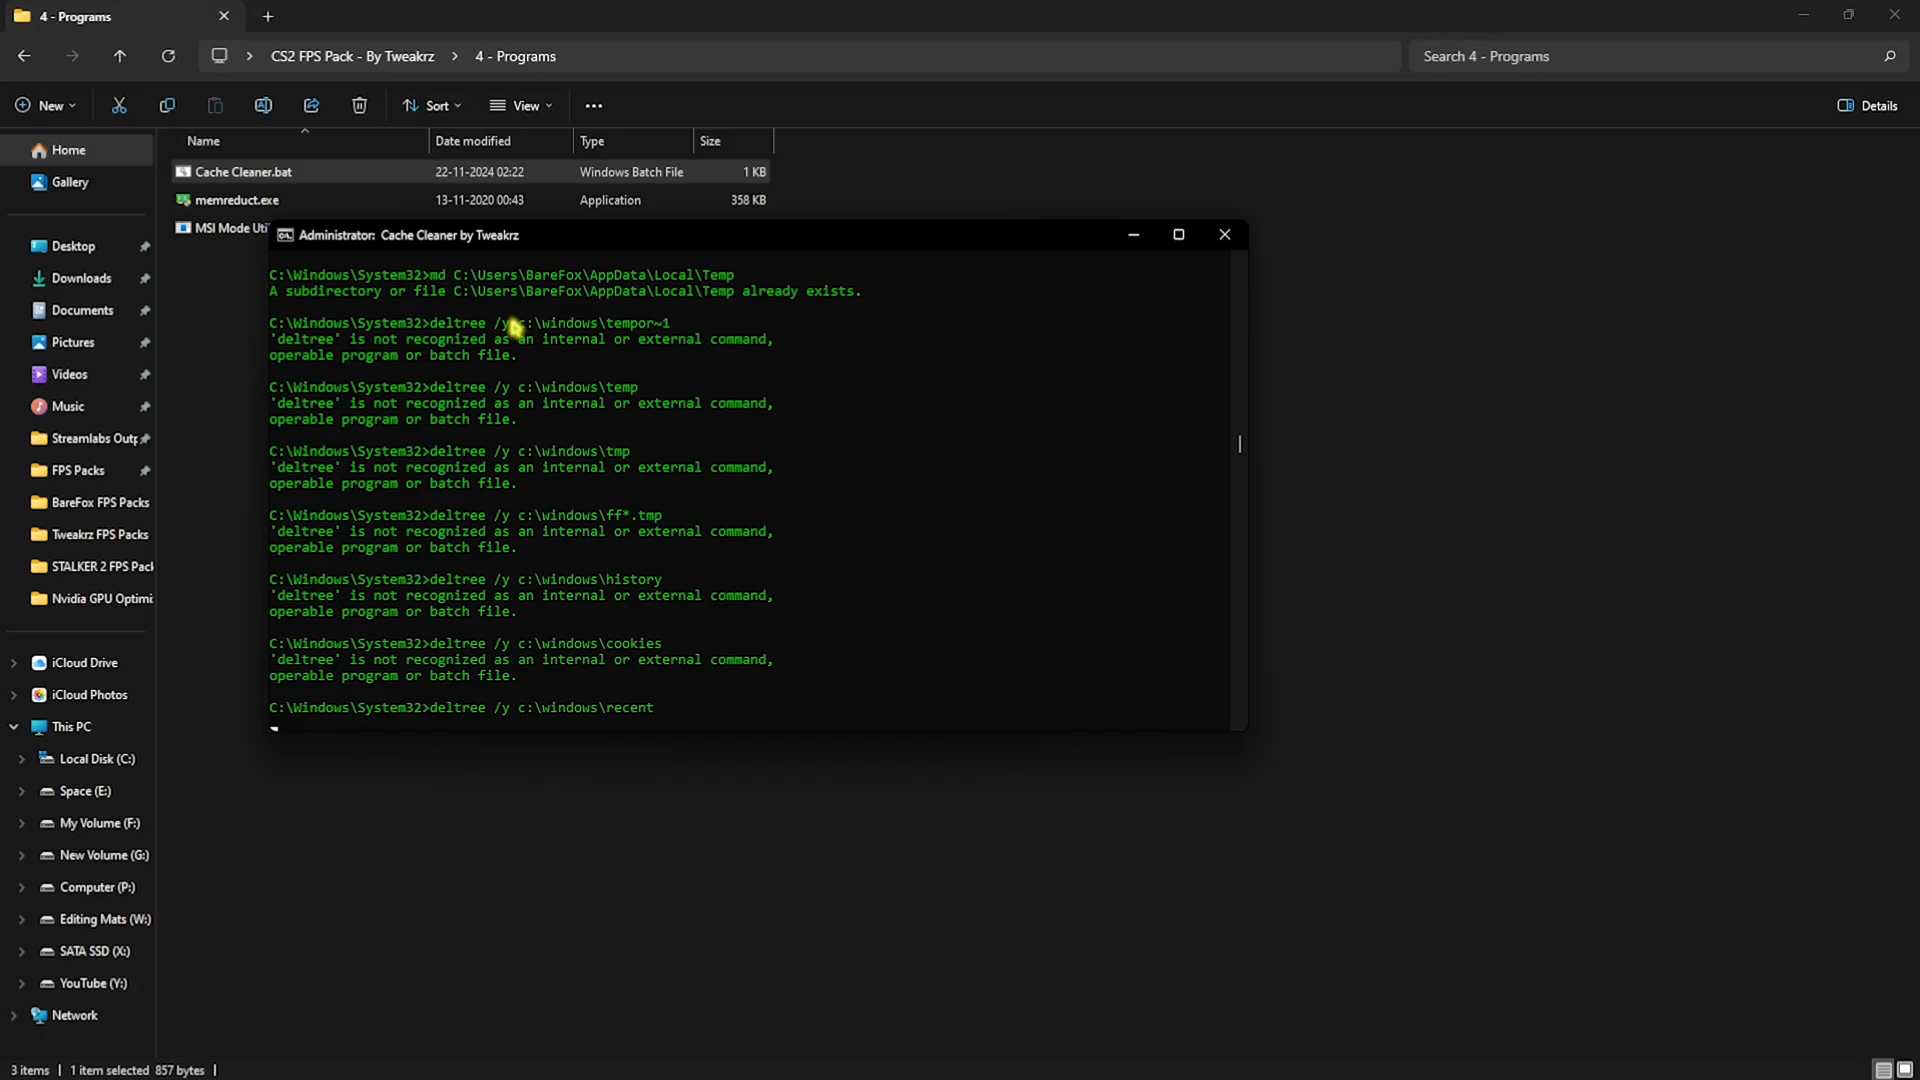 4 - Programs
CS2 FPS Pack - By Tweakrz
4 - Programs
Search 4 - Programs
New
Sort
View
Details
Name
Date modified
Type
Size
Cache Cleaner.bat
22-11-2024 02:22
Windows Batch File
1 KB
memreduct.exe
13-11-2020 00:43
Application
358 KB
MSI Mode Uti
Home
Gallery
Desktop
Downloads
Documents
Pictures
Videos
Music
Streamlabs Outp
FPS Packs
BareFox FPS Packs
Tweakrz FPS Packs
STALKER 2 FPS Pack
Nvidia GPU Optimi
iCloud Drive
iCloud Photos
This PC
Local Disk (C:)
Space (E:)
My Volume (F:)
New Volume (G:)
Computer (P:)
Editing Mats (W:)
SATA SSD (X:)
YouTube (Y:)
Network
Administrator: Cache Cleaner by Tweakrz
C:\Windows\System32>md C:\Users\BareFox\AppData\Local\Temp
A subdirectory or file C:\Users\BareFox\AppData\Local\Temp already exists.
C:\Windows\System32>deltree /y c:\windows\tempor~1
'deltree' is not recognized as an internal or external command,
operable program or batch file.
C:\Windows\System32>deltree /y c:\windows\temp
'deltree' is not recognized as an internal or external command,
operable program or batch file.
C:\Windows\System32>deltree /y c:\windows\tmp
'deltree' is not recognized as an internal or external command,
operable program or batch file.
C:\Windows\System32>deltree /y c:\windows\ff*.tmp
'deltree' is not recognized as an internal or external command,
operable program or batch file.
C:\Windows\System32>deltree /y c:\windows\history
'deltree' is not recognized as an internal or external command,
operable program or batch file.
C:\Windows\System32>deltree /y c:\windows\cookies
'deltree' is not recognized as an internal or external command,
operable program or batch file.
C:\Windows\System32>deltree /y c:\windows\recent
3 items
1 item selected 857 bytes